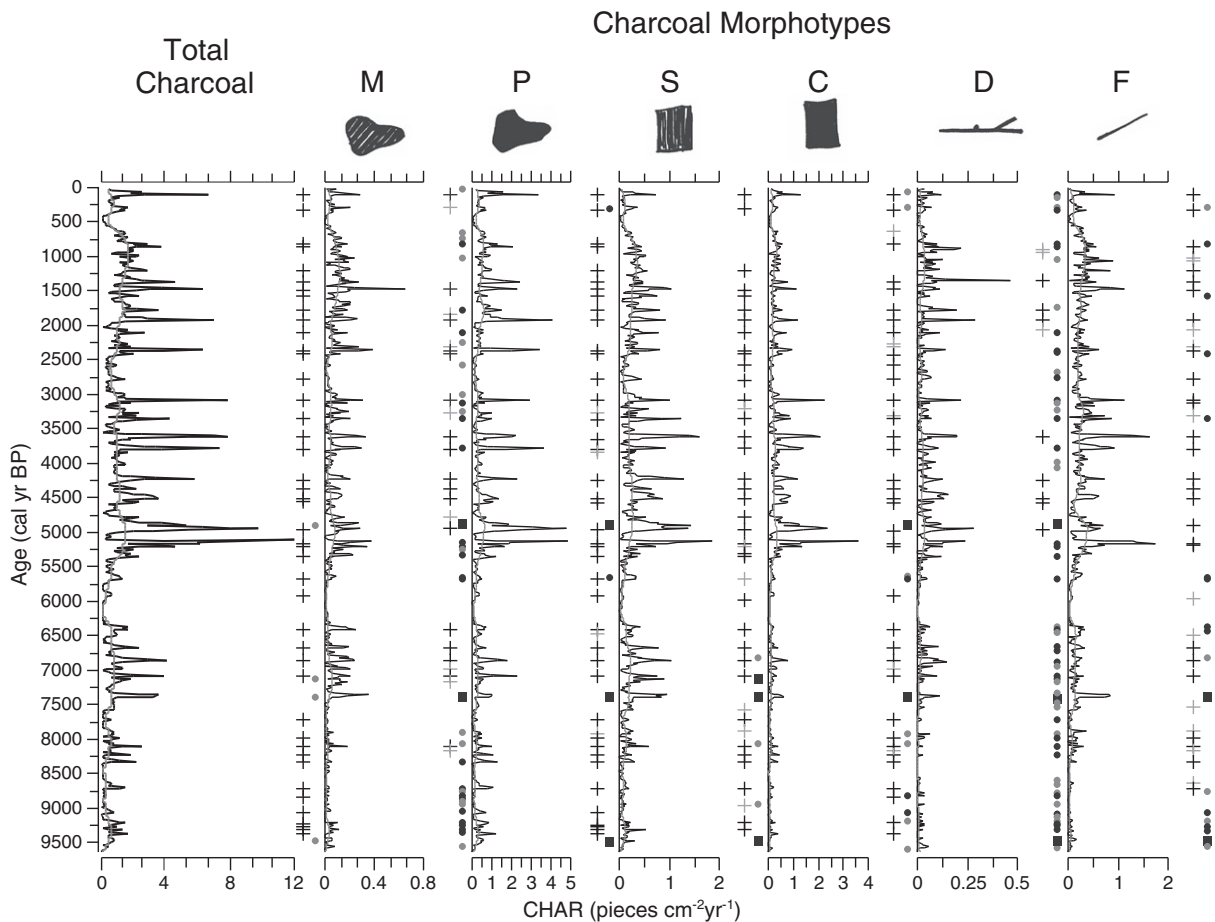 Charcoal Morphotypes
Total
Charcoal
M P S C D F
0
500
1000
1500
2000
2500
3000
3500
4000
4500
5000
5500
6000
6500
7000
7500
8000
8500
9000
9500
Age (cal yr BP)
0 4 8 12 0 0.4 0.8 0 1 2 3 4 5 0 1 2 0 1 2 3 4 0 0.25 0.5 0 1 2
CHAR (pieces cm-2yr-1)